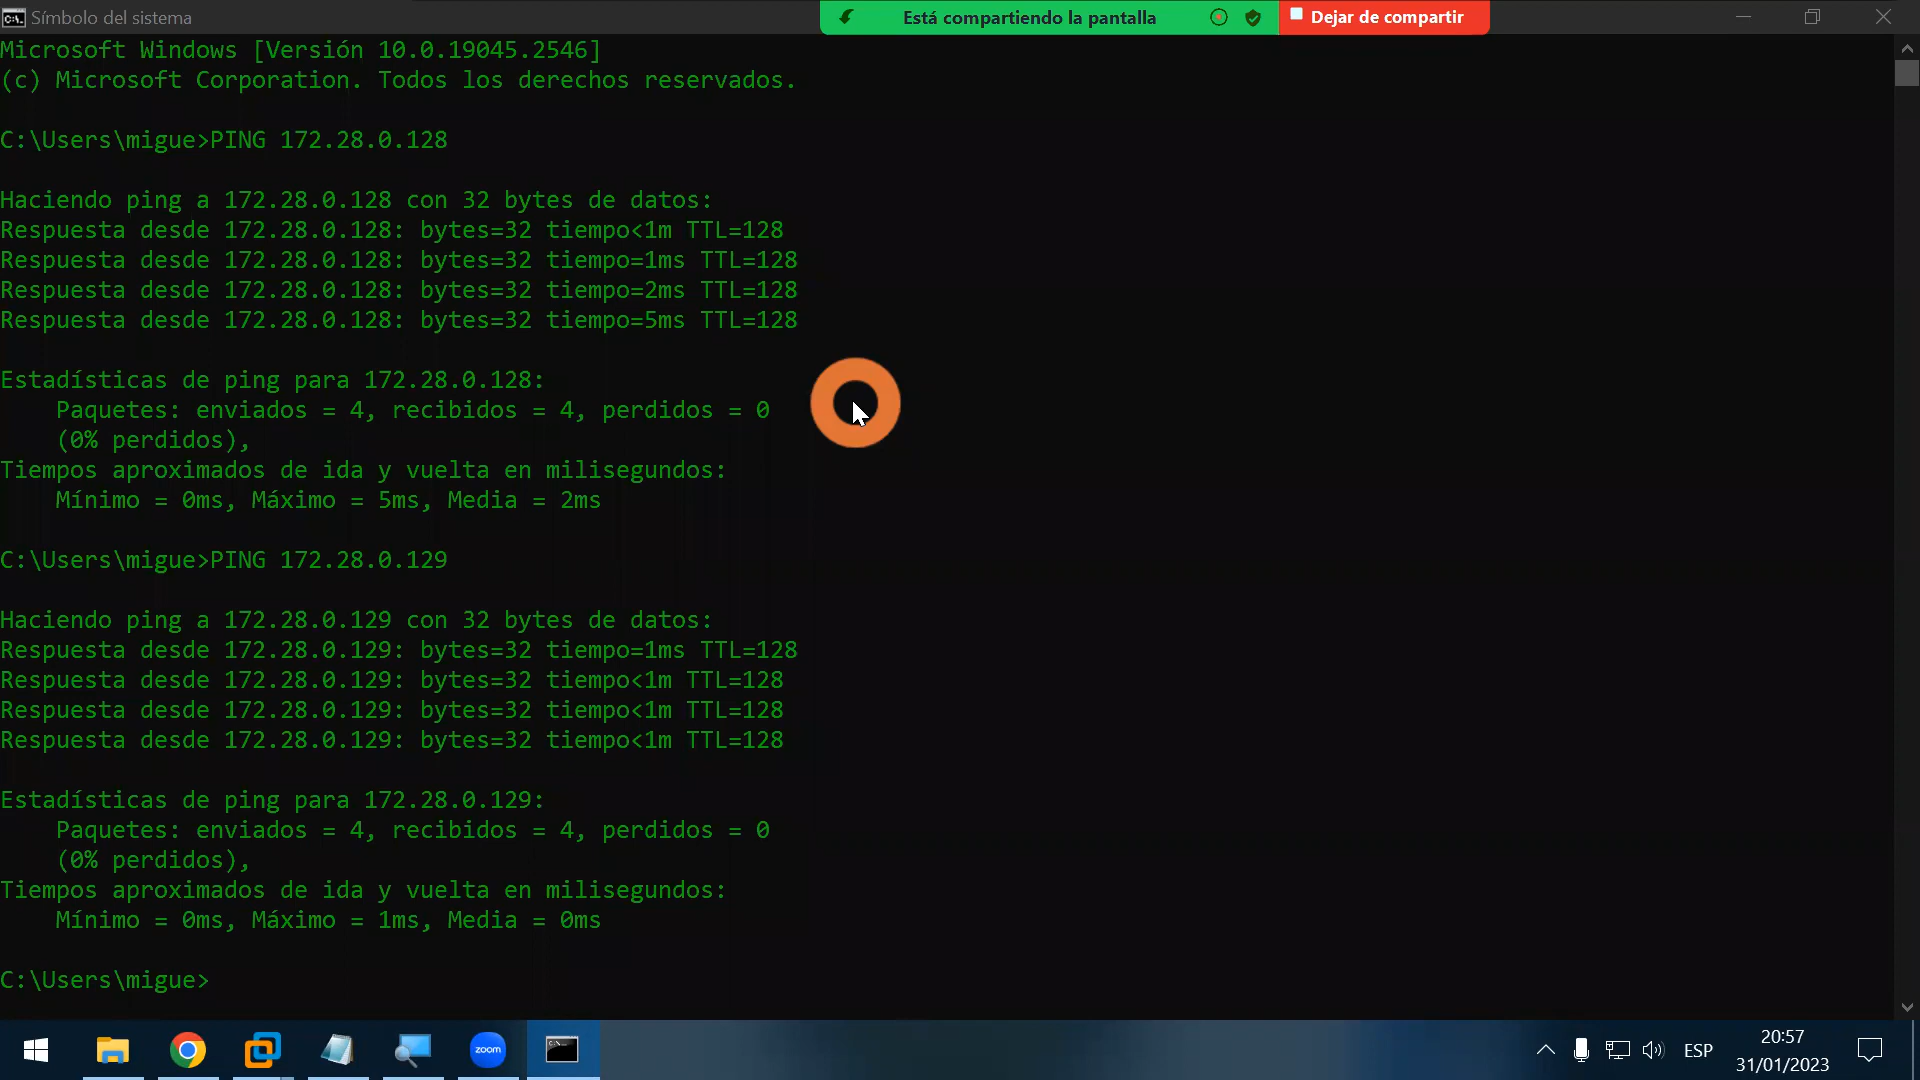 Símbolo del sistema
Está compartiendo la pantalla
Dejar de compartir
Microsoft Windows [Versión 10.0.19045.2546]
(c) Microsoft Corporation. Todos los derechos reservados.
C:\Users\migue>PING 172.28.0.128
Haciendo ping a 172.28.0.128 con 32 bytes de datos:
Respuesta desde 172.28.0.128: bytes=32 tiempo<1m TTL=128
Respuesta desde 172.28.0.128: bytes=32 tiempo=1ms TTL=128
Respuesta desde 172.28.0.128: bytes=32 tiempo=2ms TTL=128
Respuesta desde 172.28.0.128: bytes=32 tiempo=5ms TTL=128
Estadísticas de ping para 172.28.0.128:
Paquetes: enviados = 4, recibidos = 4, perdidos = 0
(0% perdidos),
Tiempos aproximados de ida y vuelta en milisegundos:
Mínimo = 0ms, Máximo = 5ms, Media = 2ms
C:\Users\migue>PING 172.28.0.129
Haciendo ping a 172.28.0.129 con 32 bytes de datos:
Respuesta desde 172.28.0.129: bytes=32 tiempo=1ms TTL=128
Respuesta desde 172.28.0.129: bytes=32 tiempo<1m TTL=128
Respuesta desde 172.28.0.129: bytes=32 tiempo<1m TTL=128
Respuesta desde 172.28.0.129: bytes=32 tiempo<1m TTL=128
Estadísticas de ping para 172.28.0.129:
Paquetes: enviados = 4, recibidos = 4, perdidos = 0
(0% perdidos),
Tiempos aproximados de ida y vuelta en milisegundos:
Mínimo = 0ms, Máximo = 1ms, Media = 0ms
C:\Users\migue>
zoom
ESP
20:57
31/01/2023